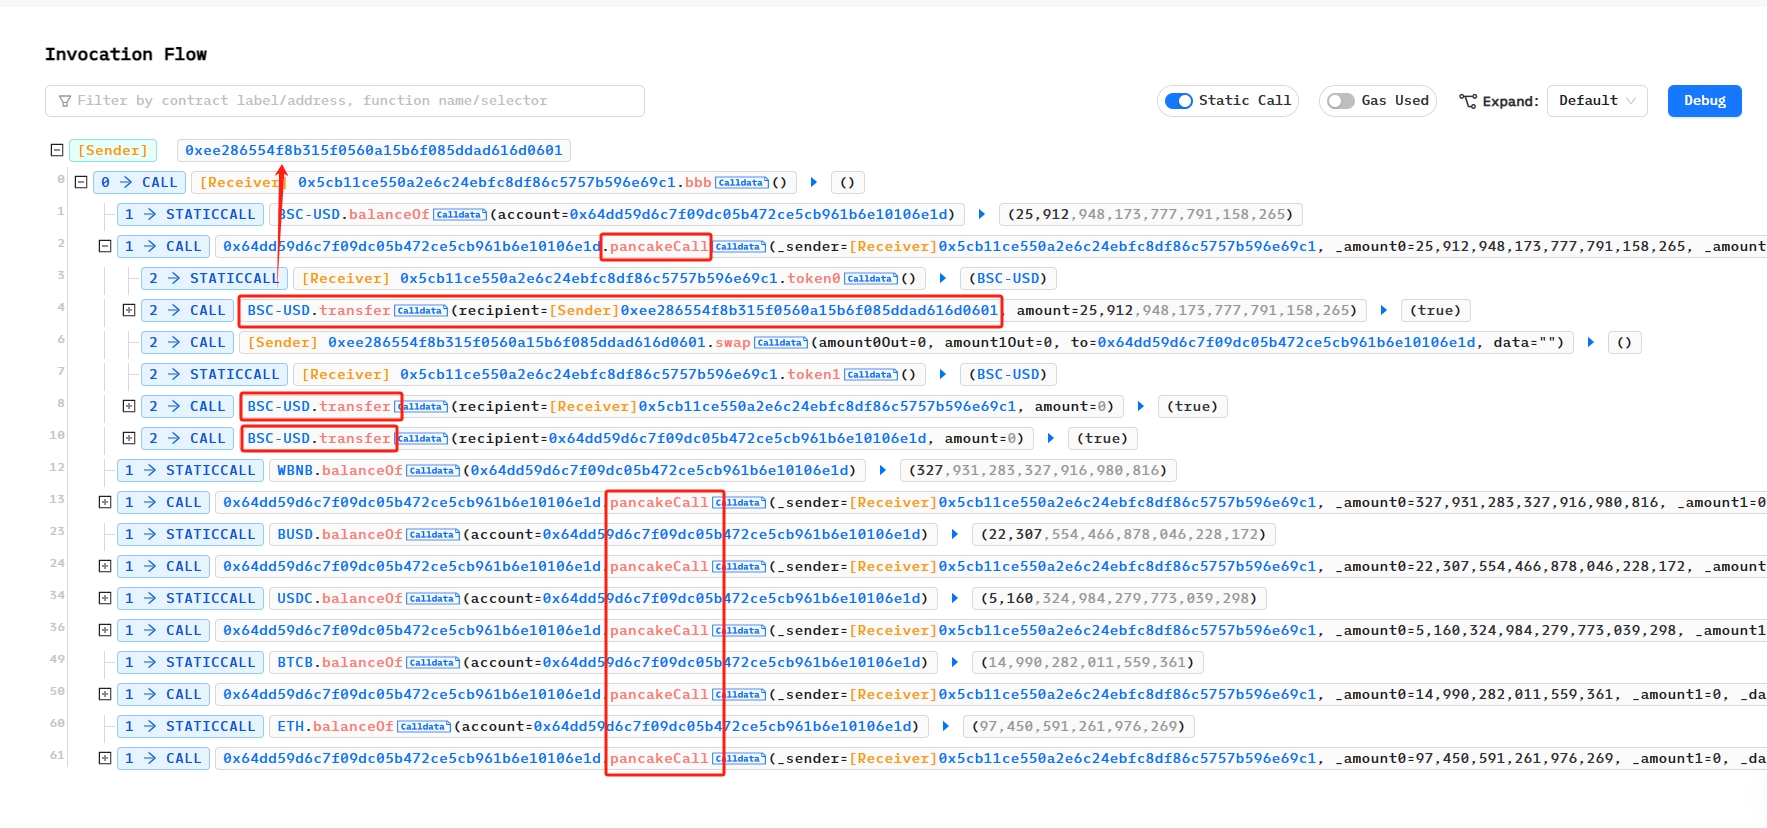 Invocation Flow
Filter by contract label/address, function name/selector
Static Call
Gas Used
Expand:
Default
Debug
[Sender] 0xee286554f8b315f0560a15b6f085ddad616d0601
0 0 → CALL [Receiver] 0x5cb11ce550a2e6c24ebfc8df86c5757b596e69c1.bbb Calldata () ()
1 1 → STATICCALL BSC-USD.balanceOf Calldata (account=0x64dd59d6c7f09dc05b472ce5cb961b6e10106e1d) (25,912,948,173,777,791,158,265)
2 1 → CALL 0x64dd59d6c7f09dc05b472ce5cb961b6e10106e1d.pancakeCall Calldata (_sender=[Receiver]0x5cb11ce550a2e6c24ebfc8df86c5757b596e69c1, _amount0=25,912,948,173,777,791,158,265, _amount
3 2 → STATICCALL [Receiver] 0x5cb11ce550a2e6c24ebfc8df86c5757b596e69c1.token0 Calldata () (BSC-USD)
4 2 → CALL BSC-USD.transfer Calldata (recipient=[Sender]0xee286554f8b315f0560a15b6f085ddad616d0601, amount=25,912,948,173,777,791,158,265) (true)
6 2 → CALL [Sender] 0xee286554f8b315f0560a15b6f085ddad616d0601.swap Calldata (amount0Out=0, amount1Out=0, to=0x64dd59d6c7f09dc05b472ce5cb961b6e10106e1d, data="") ()
7 2 → STATICCALL [Receiver] 0x5cb11ce550a2e6c24ebfc8df86c5757b596e69c1.token1 Calldata () (BSC-USD)
8 2 → CALL BSC-USD.transfer Calldata (recipient=[Receiver]0x5cb11ce550a2e6c24ebfc8df86c5757b596e69c1, amount=0) (true)
10 2 → CALL BSC-USD.transfer Calldata (recipient=0x64dd59d6c7f09dc05b472ce5cb961b6e10106e1d, amount=0) (true)
12 1 → STATICCALL WBNB.balanceOf Calldata (0x64dd59d6c7f09dc05b472ce5cb961b6e10106e1d) (327,931,283,327,916,980,816)
13 1 → CALL 0x64dd59d6c7f09dc05b472ce5cb961b6e10106e1d.pancakeCall Calldata (_sender=[Receiver]0x5cb11ce550a2e6c24ebfc8df86c5757b596e69c1, _amount0=327,931,283,327,916,980,816, _amount1=0
23 1 → STATICCALL BUSD.balanceOf Calldata (account=0x64dd59d6c7f09dc05b472ce5cb961b6e10106e1d) (22,307,554,466,878,046,228,172)
24 1 → CALL 0x64dd59d6c7f09dc05b472ce5cb961b6e10106e1d.pancakeCall Calldata (_sender=[Receiver]0x5cb11ce550a2e6c24ebfc8df86c5757b596e69c1, _amount0=22,307,554,466,878,046,228,172, _amount
34 1 → STATICCALL USDC.balanceOf Calldata (account=0x64dd59d6c7f09dc05b472ce5cb961b6e10106e1d) (5,160,324,984,279,773,039,298)
36 1 → CALL 0x64dd59d6c7f09dc05b472ce5cb961b6e10106e1d.pancakeCall Calldata (_sender=[Receiver]0x5cb11ce550a2e6c24ebfc8df86c5757b596e69c1, _amount0=5,160,324,984,279,773,039,298, _amount1
49 1 → STATICCALL BTCB.balanceOf Calldata (account=0x64dd59d6c7f09dc05b472ce5cb961b6e10106e1d) (14,990,282,011,559,361)
50 1 → CALL 0x64dd59d6c7f09dc05b472ce5cb961b6e10106e1d.pancakeCall Calldata (_sender=[Receiver]0x5cb11ce550a2e6c24ebfc8df86c5757b596e69c1, _amount0=14,990,282,011,559,361, _amount1=0, _da
60 1 → STATICCALL ETH.balanceOf Calldata (account=0x64dd59d6c7f09dc05b472ce5cb961b6e10106e1d) (97,450,591,261,976,269)
61 1 → CALL 0x64dd59d6c7f09dc05b472ce5cb961b6e10106e1d.pancakeCall Calldata (_sender=[Receiver]0x5cb11ce550a2e6c24ebfc8df86c5757b596e69c1, _amount0=97,450,591,261,976,269, _amount1=0, _da